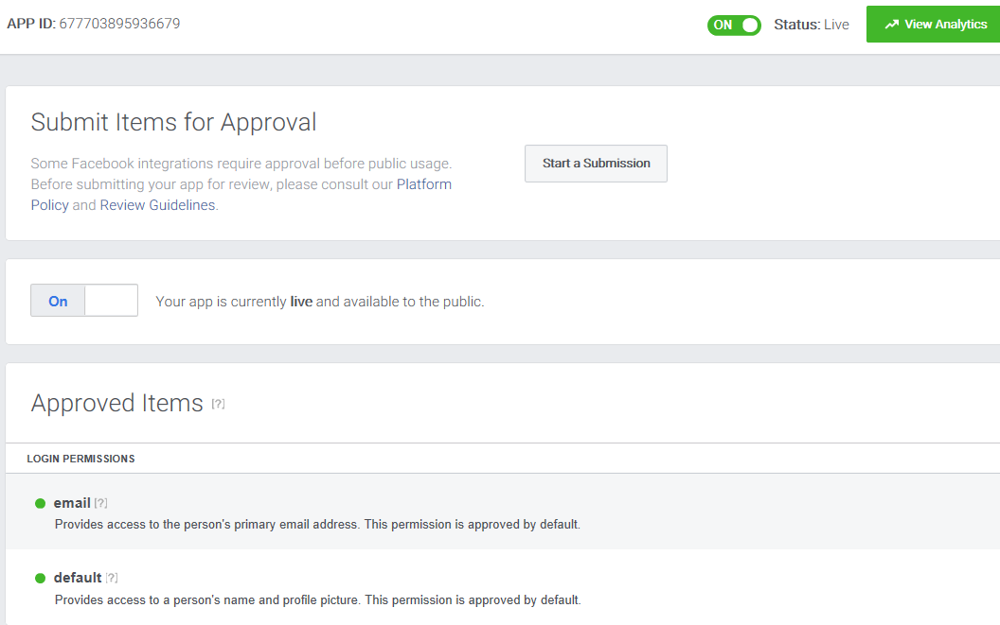 APP ID: 677703895936679
ON
Status: Live
View Analytics
Submit Items for Approval
Some Facebook integrations require approval before public usage.
Before submitting your app for review, please consult our Platform
Policy and Review Guidelines.
Start a Submission
On
Your app is currently live and available to the public.
Approved Items [?]
LOGIN PERMISSIONS
email [?]
Provides access to the person's primary email address. This permission is approved by default.
default [?]
Provides access to a person's name and profile picture. This permission is approved by default.